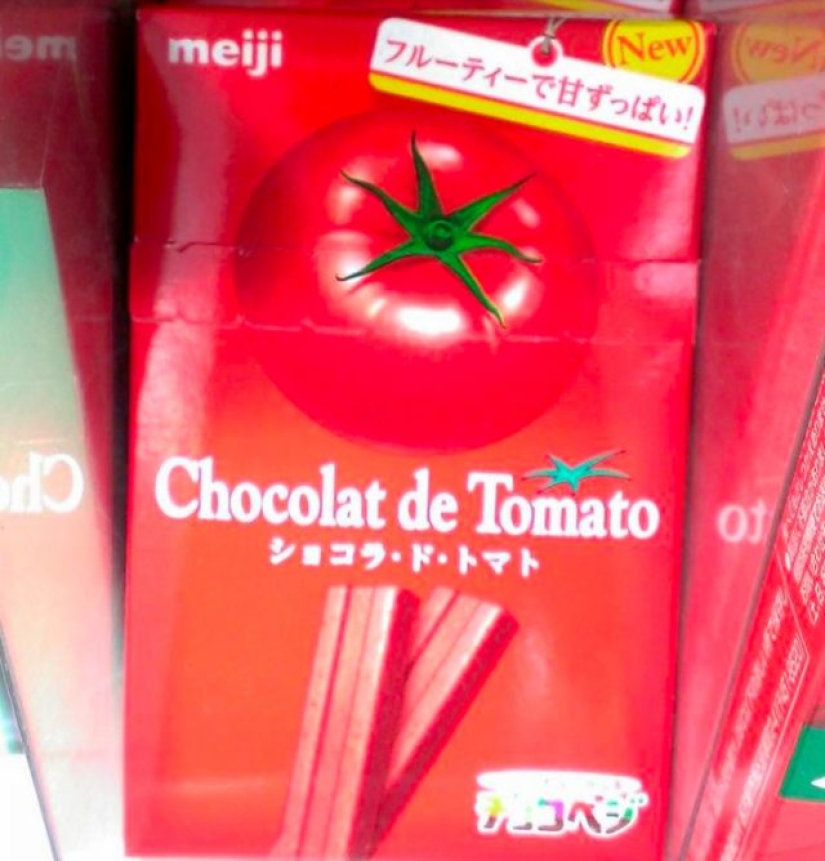 meiji
New
フルーティーで甘ずっぱい!
Chocolat de Tomato
ショコラ・ド・トマト
チョコベジ